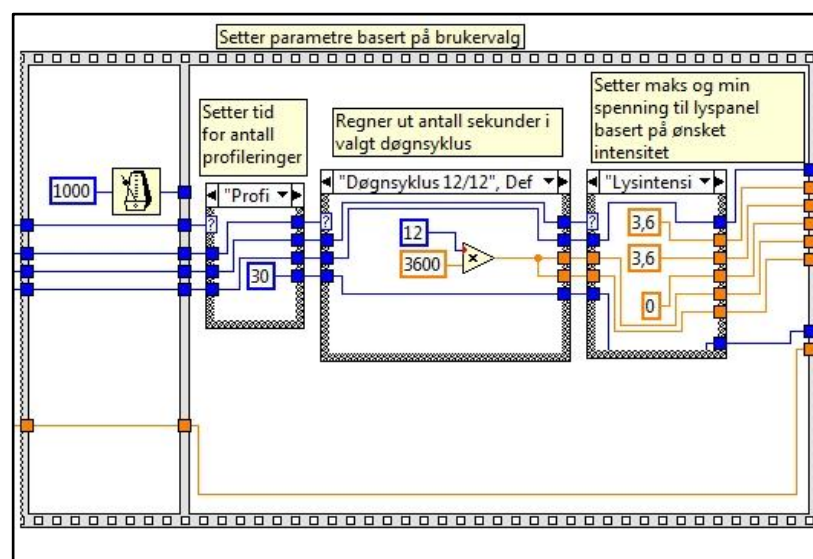 Setter parametre basert på brukervalg
Setter tid
for antall
profileringer
Regner ut antall sekunder i
valgt døgnsyklus
Setter maks og min
spenning til lyspanel
basert på ønsket
intensitet
1000
"Profi
"Døgnsyklus 12/12", Def
"Lysintensi
?
?
?
12
3600
×
30
3,6
3,6
0